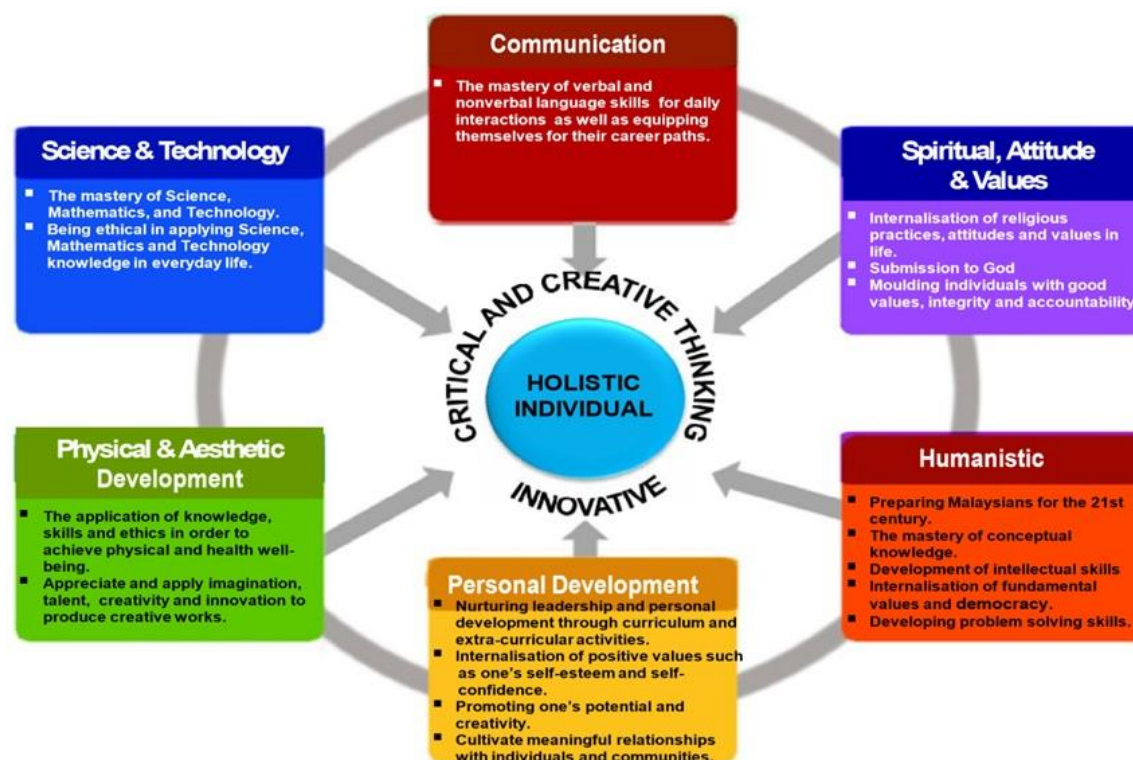 Communication
▪ The mastery of verbal and
nonverbal language skills for daily
interactions as well as equipping
themselves for their career paths.
Science & Technology
▪ The mastery of Science,
Mathematics, and Technology.
▪ Being ethical in applying Science,
Mathematics and Technology
knowledge in everyday life.
Spiritual, Attitude
& Values
▪ Internalisation of religious
practices, attitudes and values in
life.
▪ Submission to God
▪ Moulding individuals with good
values, integrity and accountability
CRITICAL AND CREATIVE THINKING
HOLISTIC
INDIVIDUAL
INNOVATIVE
Physical & Aesthetic
Development
▪ The application of knowledge,
skills and ethics in order to
achieve physical and health well-
being.
▪ Appreciate and apply imagination,
talent, creativity and innovation to
produce creative works.
Personal Development
▪ Nurturing leadership and personal
development through curriculum and
extra-curricular activities.
▪ Internalisation of positive values such
as one's self-esteem and self-
confidence.
▪ Promoting one's potential and
creativity.
▪ Cultivate meaningful relationships
with individuals and communities.
Humanistic
▪ Preparing Malaysians for the 21st
century.
▪ The mastery of conceptual
knowledge.
▪ Development of intellectual skills
▪ Internalisation of fundamental
values and democracy.
▪ Developing problem solving skills.